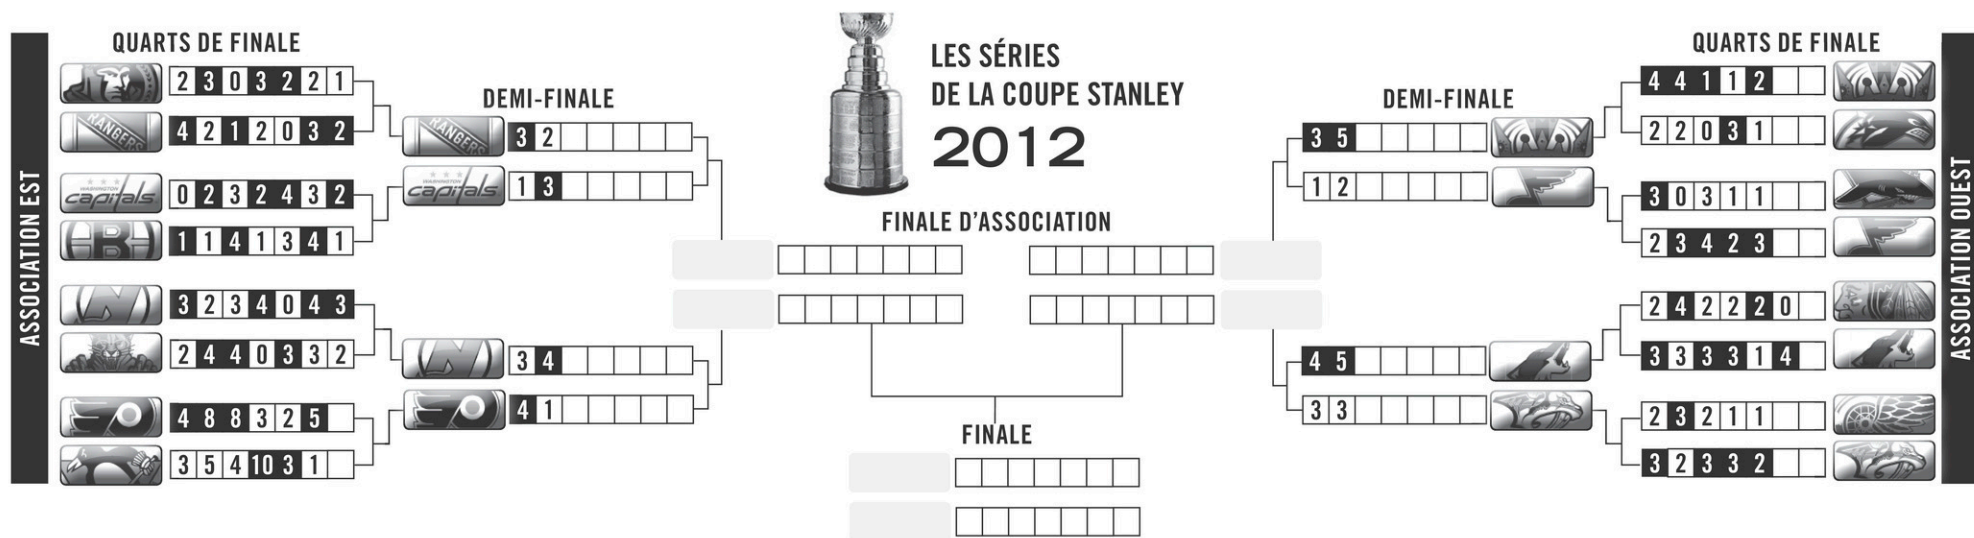 LES SÉRIES
DE LA COUPE STANLEY
2012
ASSOCIATION EST
QUARTS DE FINALE
2 3 0 3 2 2 1
RANGERS
4 2 1 2 0 3 2
WASHINGTON
capitals
0 2 3 2 4 3 2
B
1 1 4 1 3 4 1
3 2 3 4 0 4 3
2 4 4 0 3 3 2
4 8 8 3 2 5
3 5 4 10 3 1
DEMI-FINALE
RANGERS
3 2
WASHINGTON
capitals
1 3
3 4
4 1
FINALE D'ASSOCIATION
FINALE
DEMI-FINALE
3 5
1 2
4 5
3 3
QUARTS DE FINALE
4 4 1 1 2
2 2 0 3 1
3 0 3 1 1
2 3 4 2 3
2 4 2 2 2 0
3 3 3 3 1 4
2 3 2 1 1
3 2 3 3 2
ASSOCIATION OUEST